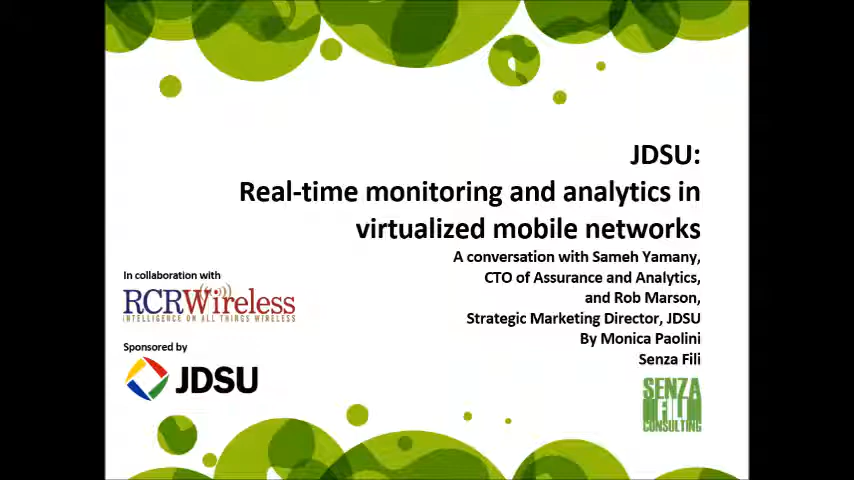 JDSU:
Real-time monitoring and analytics in
virtualized mobile networks
A conversation with Sameh Yamany,
CTO of Assurance and Analytics,
and Rob Marson,
Strategic Marketing Director, JDSU
By Monica Paolini
Senza Fili
In collaboration with
RCRWireless
INTELLIGENCE ON ALL THINGS WIRELESS
Sponsored by
JDSU
SENZA
FILI
CONSULTING